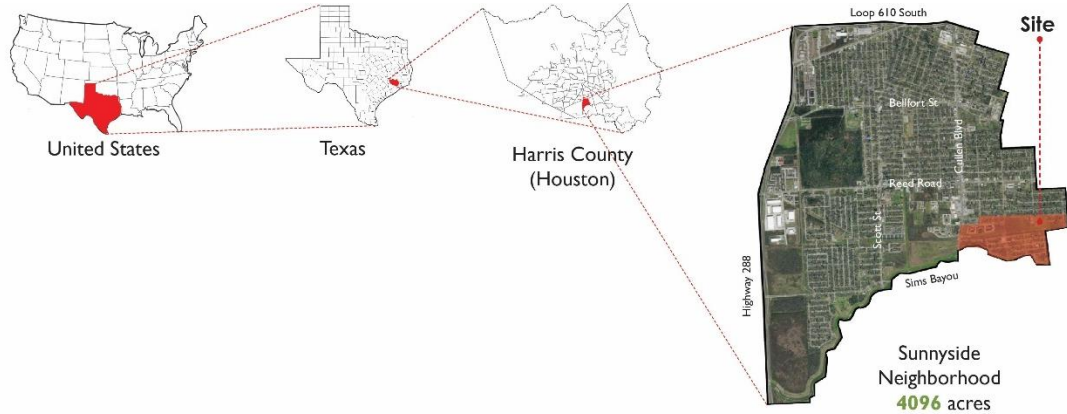 United States
Texas
Harris County
(Houston)
Loop 610 South
Site
Bellfort St
Cullen Blvd
Reed Road
Scott St
Highway 288
Sims Bayou
Sunnyside
Neighborhood
4096 acres